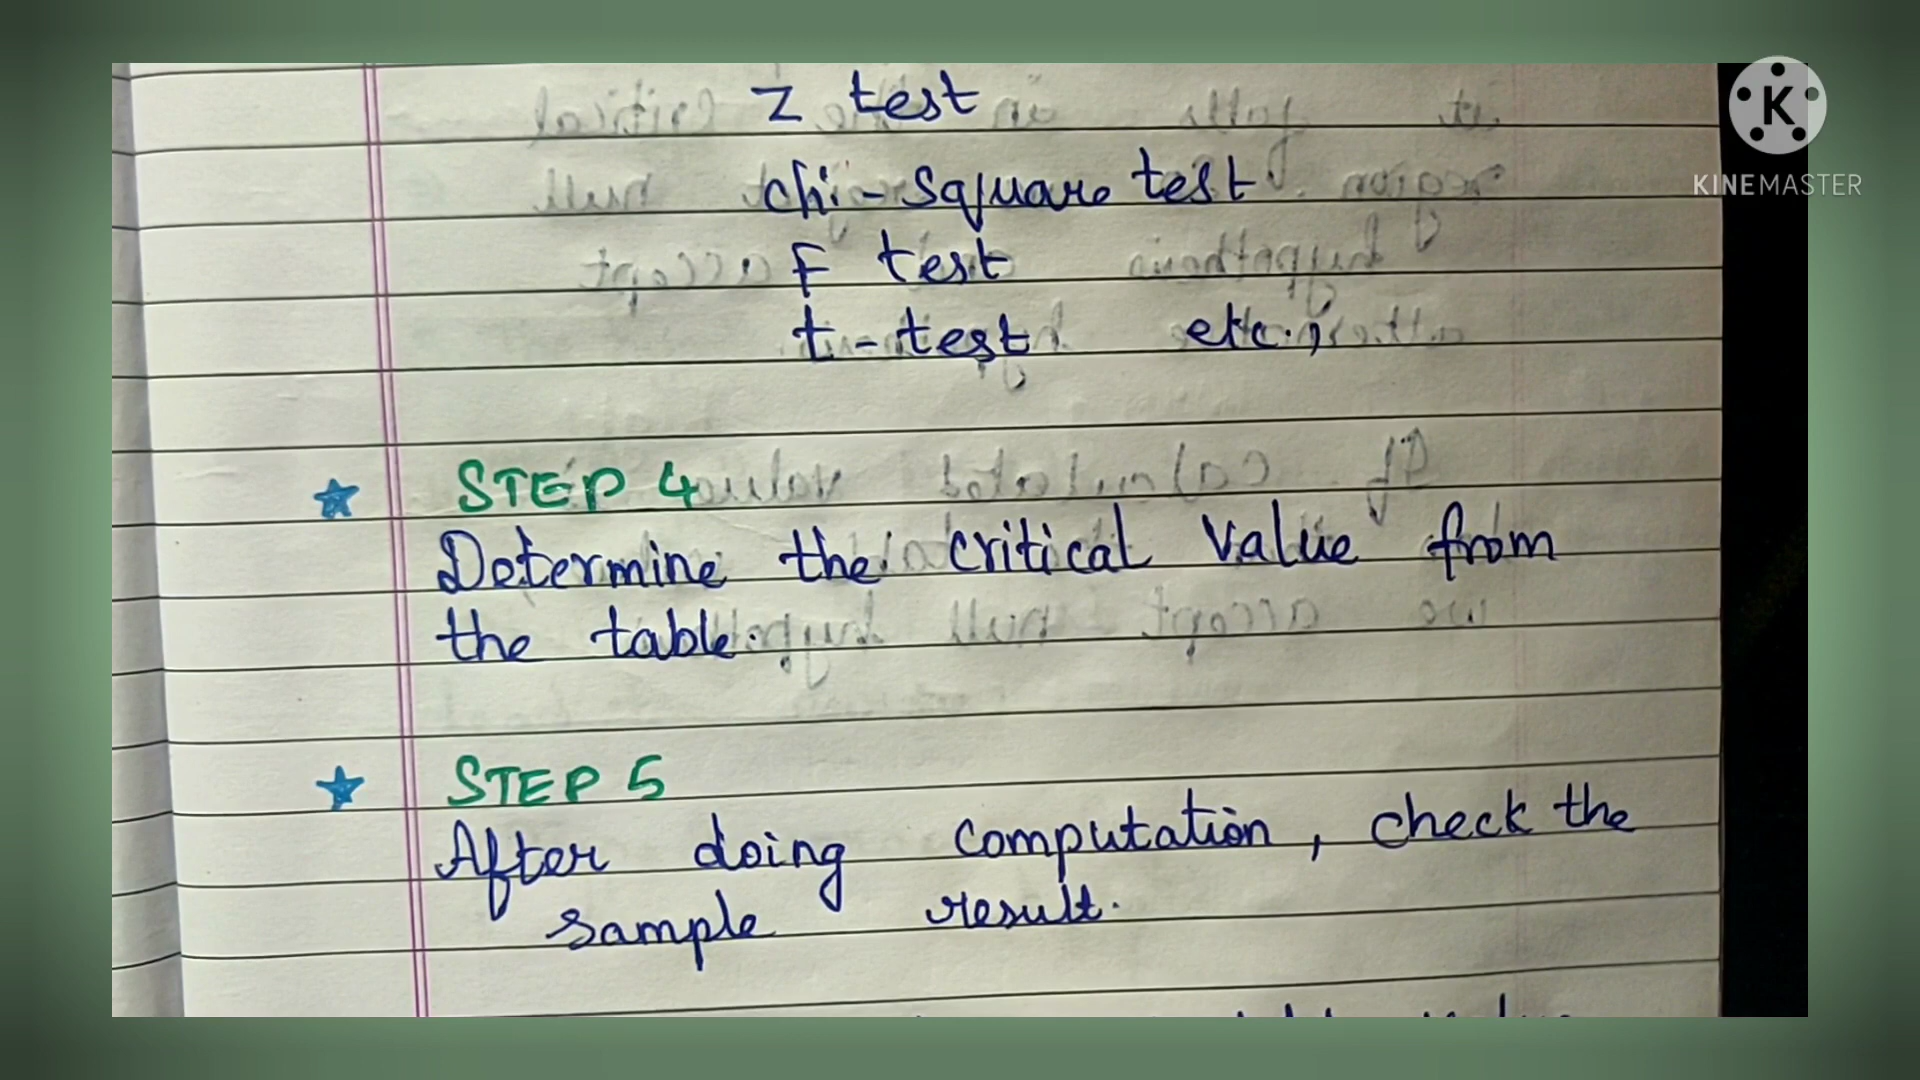 Z test
chi-square test
F test
t-test etc.,
STEP 4
Determine the critical value from
the table.
STEP 5
After doing computation, check the
sample result.
K
KINEMASTER